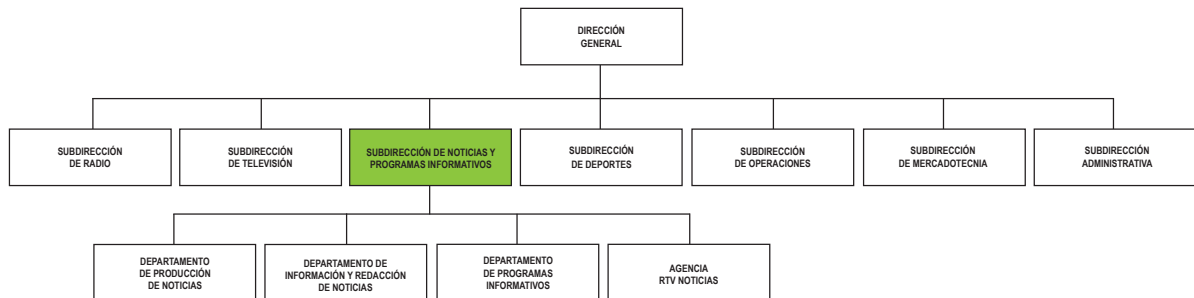 DIRECCIÓN
GENERAL
SUBDIRECCIÓN
DE RADIO
SUBDIRECCIÓN
DE TELEVISIÓN
SUBDIRECCIÓN DE NOTICIAS Y
PROGRAMAS INFORMATIVOS
SUBDIRECCIÓN
DE DEPORTES
SUBDIRECCIÓN
DE OPERACIONES
SUBDIRECCIÓN
DE MERCADOTECNIA
SUBDIRECCIÓN
ADMINISTRATIVA
DEPARTAMENTO
DE PRODUCCIÓN
DE NOTICIAS
DEPARTAMENTO DE
INFORMACIÓN Y REDACCIÓN
DE NOTICIAS
DEPARTAMENTO
DE PROGRAMAS
INFORMATIVOS
AGENCIA
RTV NOTICIAS